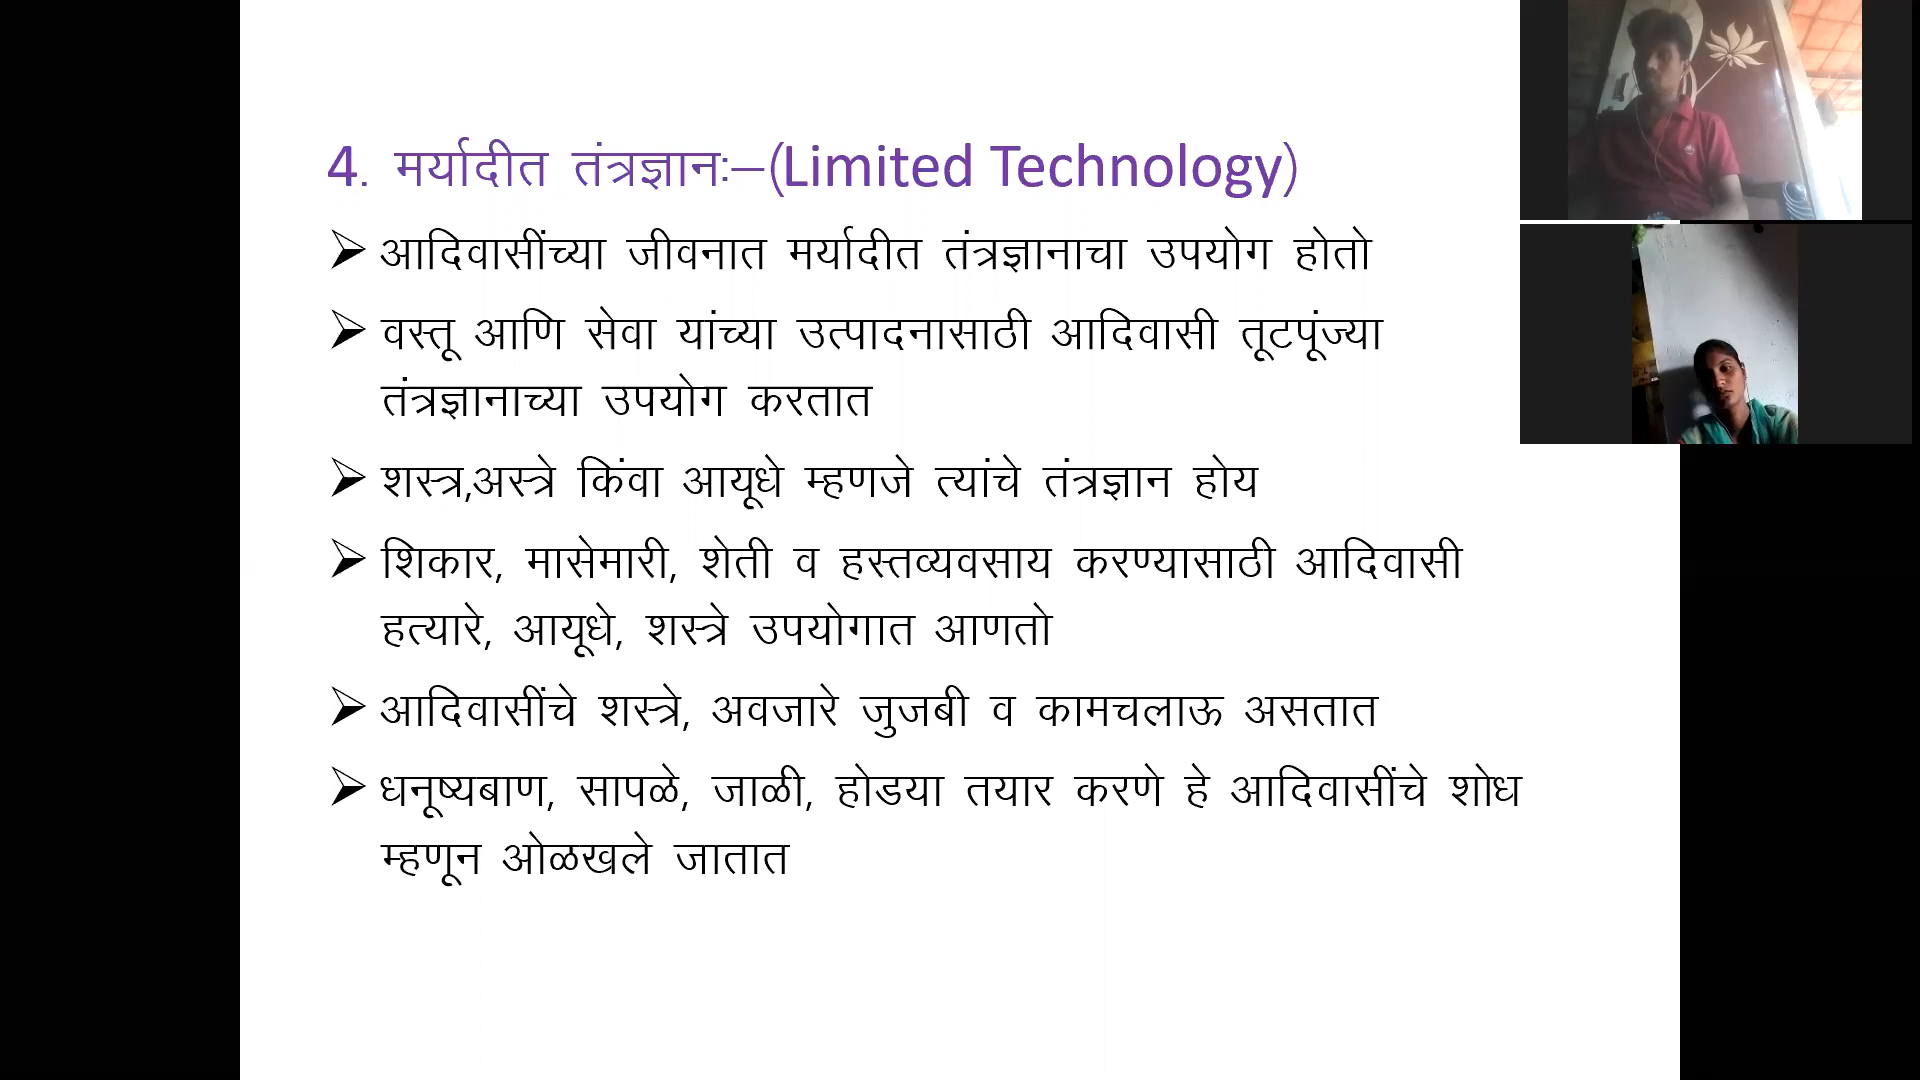 4. मर्यादीत तंत्रज्ञानः–(Limited Technology)
आदिवासींच्या जीवनात मर्यादीत तंत्रज्ञानाचा उपयोग होतो
वस्तू आणि सेवा यांच्या उत्पादनासाठी आदिवासी तूटपूंज्या
तंत्रज्ञानाच्या उपयोग करतात
शस्त्र,अस्त्रे किंवा आयूधे म्हणजे त्यांचे तंत्रज्ञान होय
शिकार, मासेमारी, शेती व हस्तव्यवसाय करण्यासाठी आदिवासी
हत्यारे, आयूधे, शस्त्रे उपयोगात आणतो
आदिवासींचे शस्त्रे, अवजारे जुजबी व कामचलाऊ असतात
धनूष्यबाण, सापळे, जाळी, होडया तयार करणे हे आदिवासींचे शोध
म्हणून ओळखले जातात